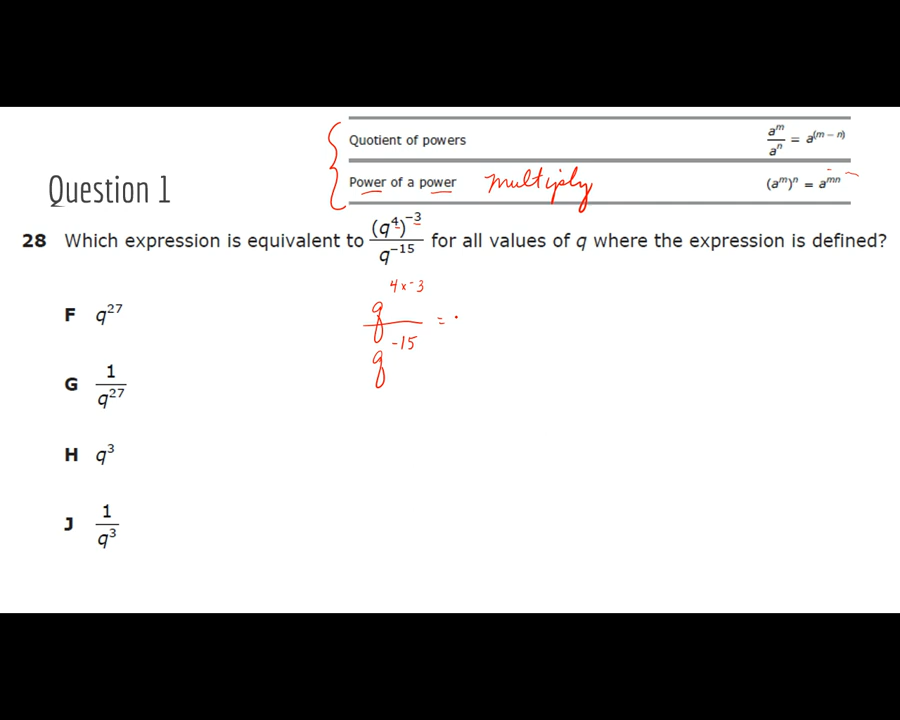 Quotient of powers a^m/a^n = a^(m − n)
Question 1
Power of a power multiply (a^m)^n = a^mn
28 Which expression is equivalent to (q^4)^−3/q^−15 for all values of q where the expression is defined?
F q^27
q^4x-3/q^-15 = .
G 1/q^27
H q^3
J 1/q^3